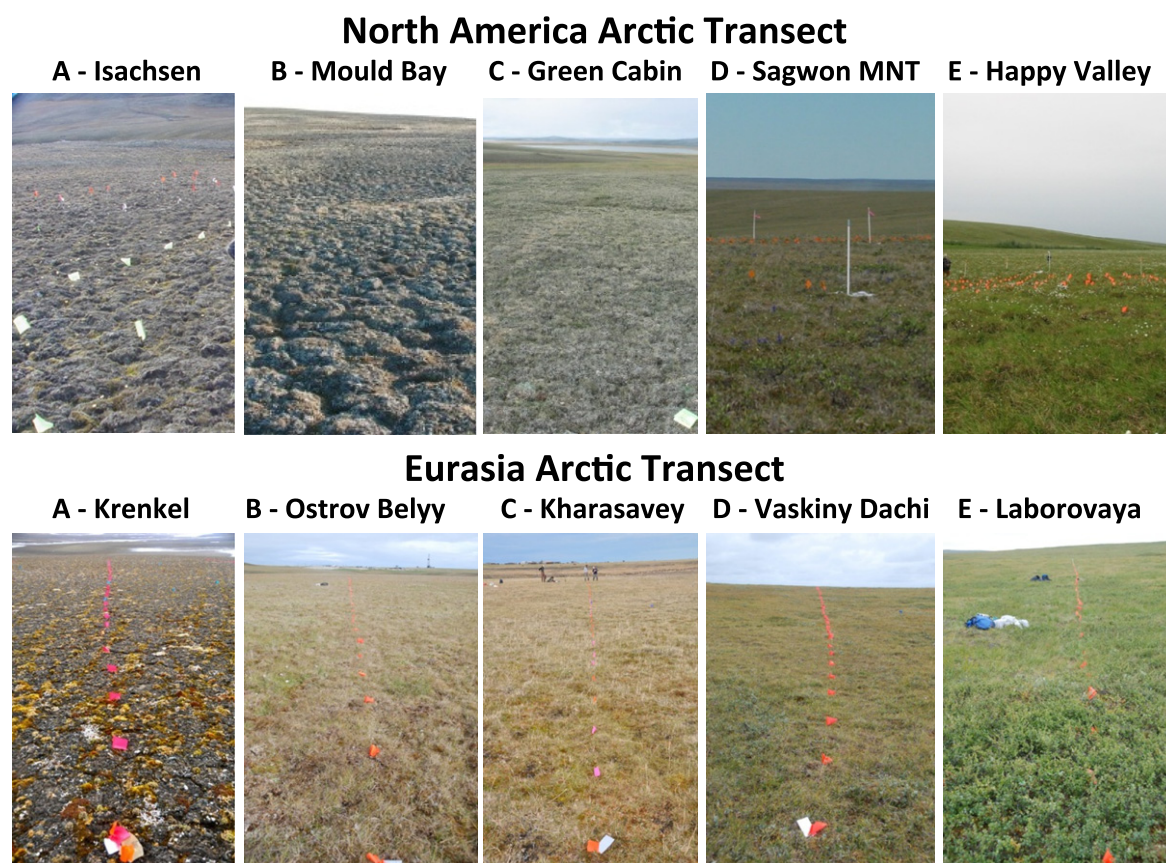 North America Arctic Transect
A - Isachsen B - Mould Bay C - Green Cabin D - Sagwon MNT E - Happy Valley
Eurasia Arctic Transect
A - Krenkel B - Ostrov Belyy C - Kharasavey D - Vaskiny Dachi E - Laborovaya